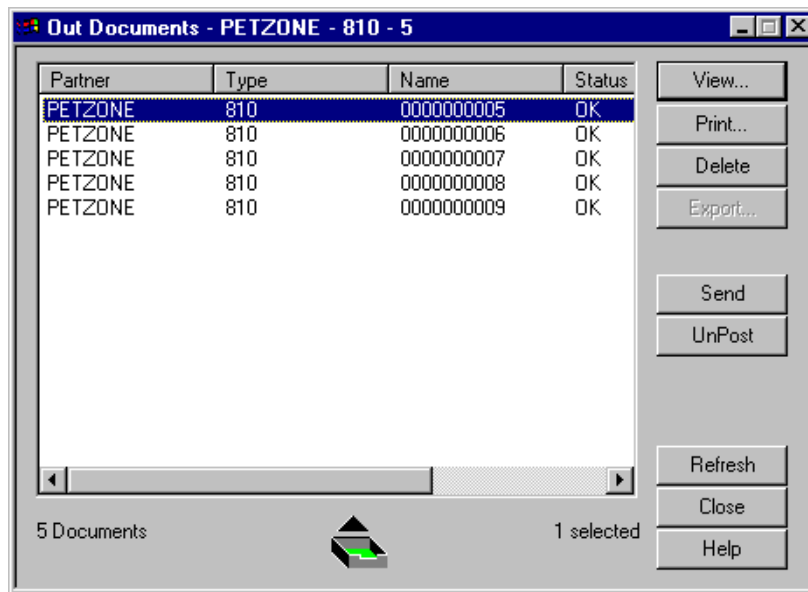 Out Documents - PETZONE - 810 - 5
Partner Type Name Status
PETZONE 810 0000000005 OK
PETZONE 810 0000000006 OK
PETZONE 810 0000000007 OK
PETZONE 810 0000000008 OK
PETZONE 810 0000000009 OK
View...
Print...
Delete
Export...
Send
UnPost
Refresh
Close
Help
5 Documents
1 selected